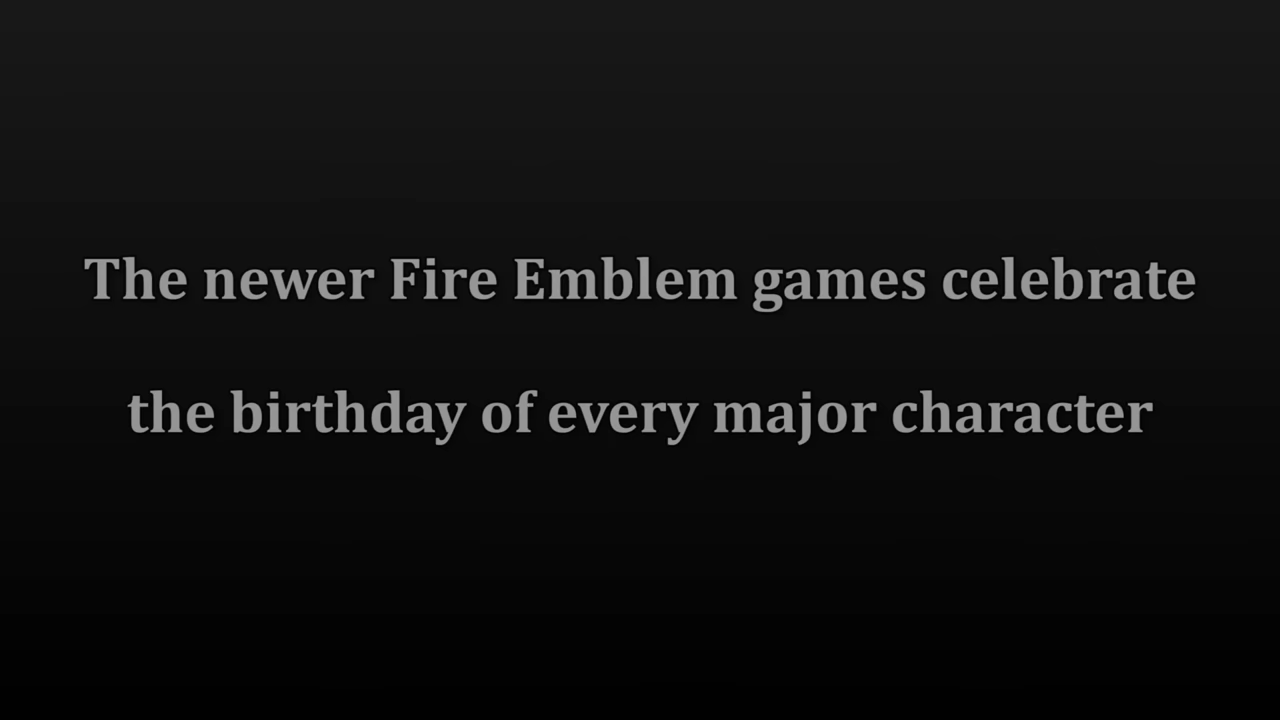 The newer Fire Emblem games celebrate
the birthday of every major character